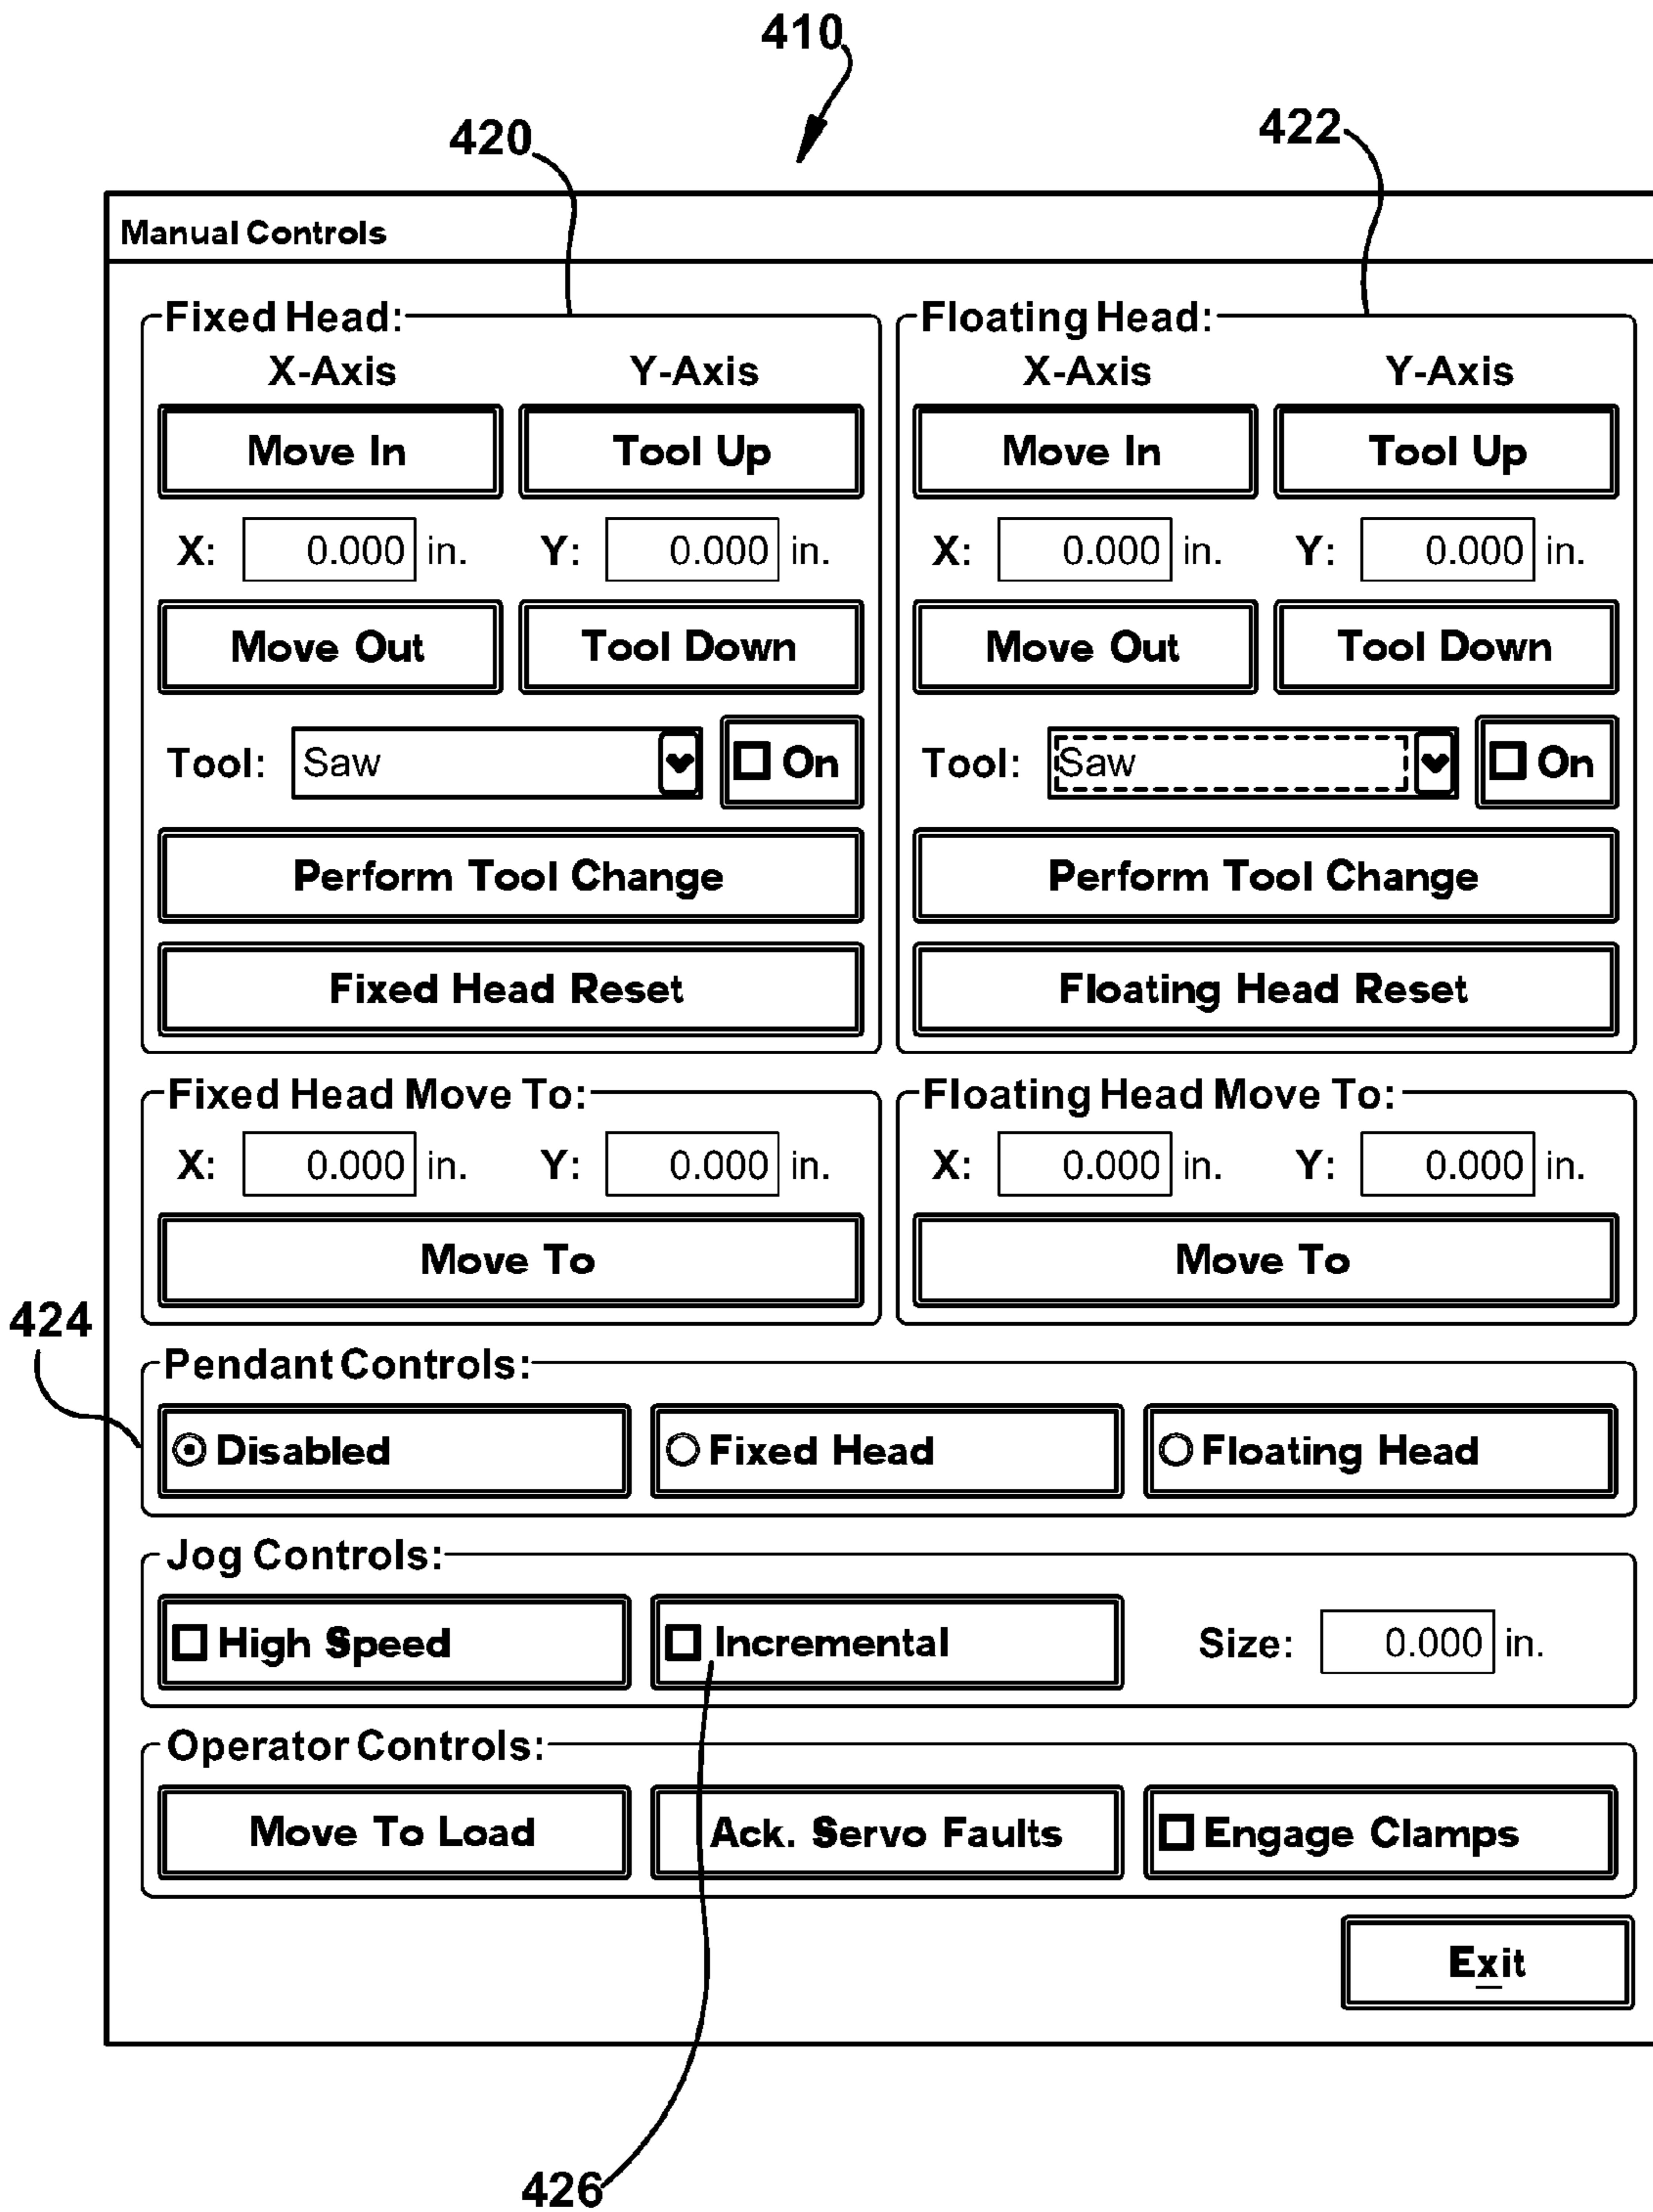 410
420
422
Manual Controls
Fixed Head:
X-Axis Y-Axis
Move In Tool Up
X: 0.000 in. Y: 0.000 in.
Move Out Tool Down
Tool: Saw On
Perform Tool Change
Fixed Head Reset
Floating Head:
X-Axis Y-Axis
Move In Tool Up
X: 0.000 in. Y: 0.000 in.
Move Out Tool Down
Tool: Saw On
Perform Tool Change
Floating Head Reset
Fixed Head Move To:
X: 0.000 in. Y: 0.000 in.
Move To
Floating Head Move To:
X: 0.000 in. Y: 0.000 in.
Move To
424
Pendant Controls:
Disabled Fixed Head Floating Head
Jog Controls:
High Speed Incremental Size: 0.000 in.
Operator Controls:
Move To Load Ack. Servo Faults Engage Clamps
Exit
426